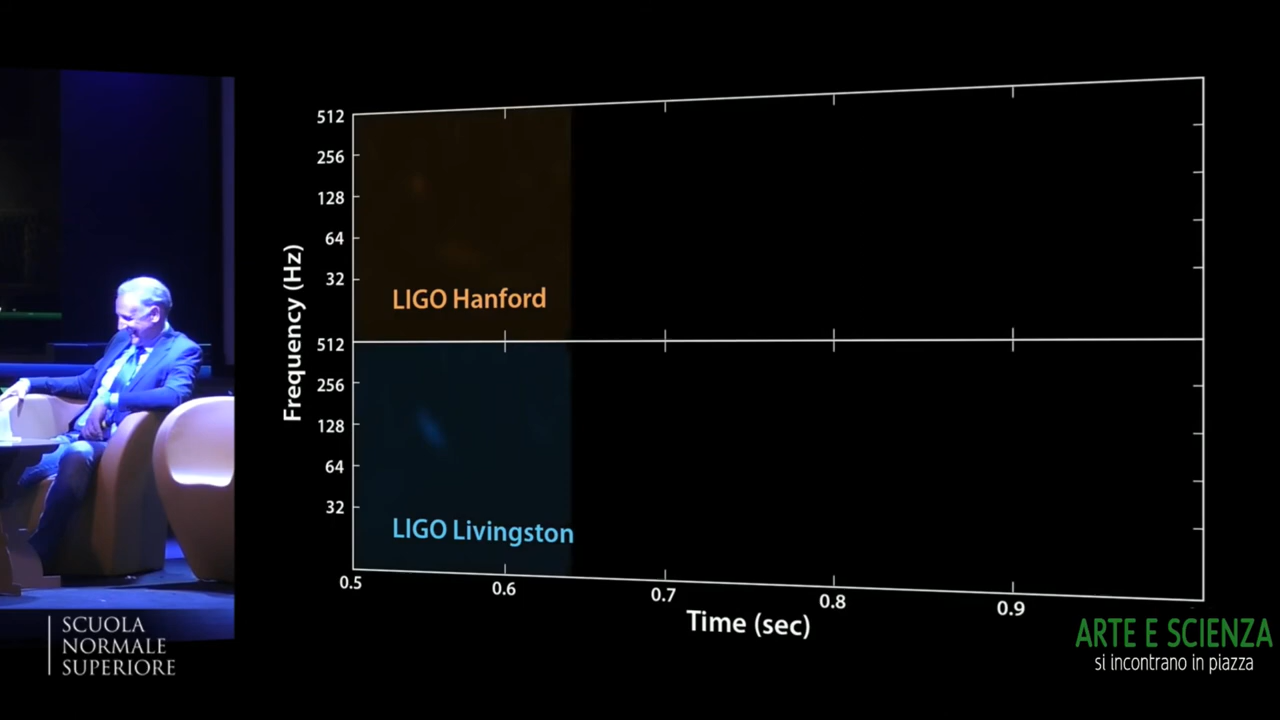 512
256
128
64
32
LIGO Hanford
512
256
128
64
32
LIGO Livingston
Frequency (Hz)
0.5
0.6
0.7
0.8
0.9
Time (sec)
SCUOLA
NORMALE
SUPERIORE
ARTE E SCIENZA
si incontrano in piazza